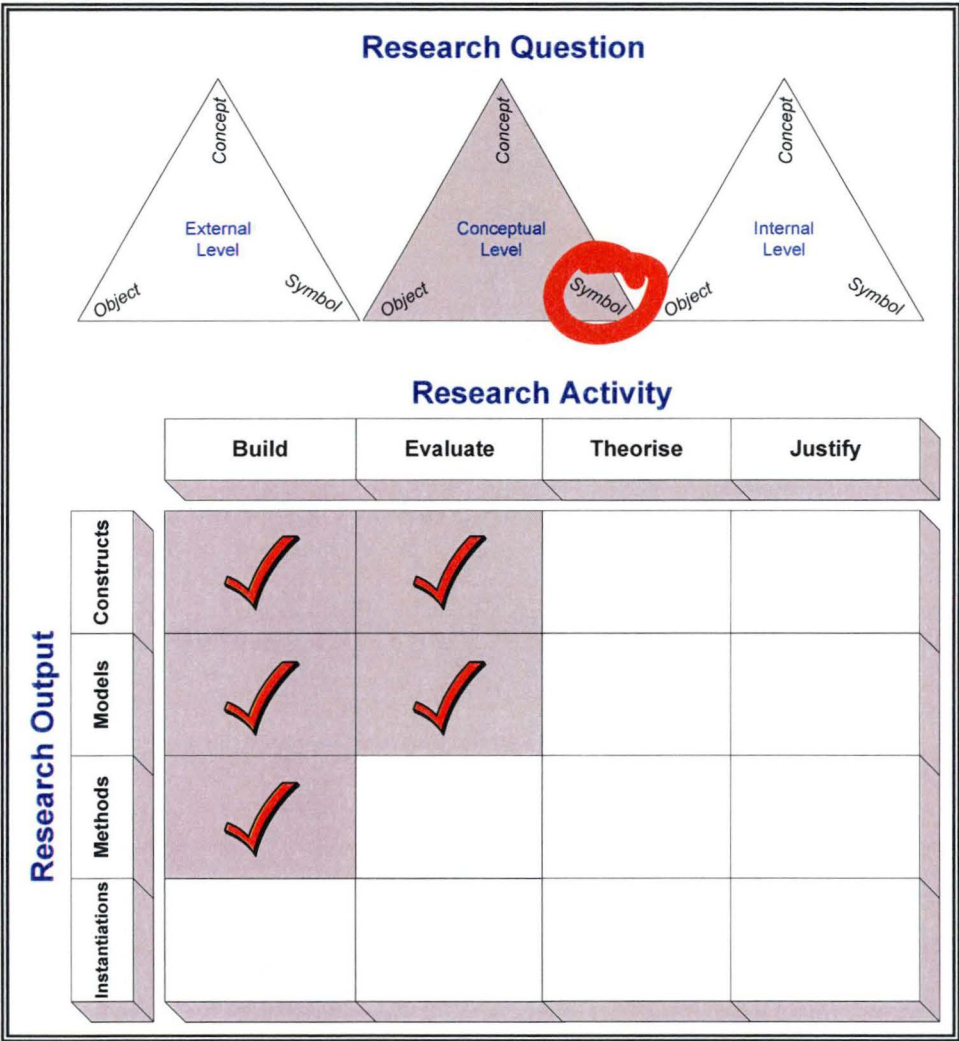 Research Question
Concept
External
Level
Object
Symbol
Concept
Conceptual
Level
Object
Symbol
Concept
Internal
Level
Object
Symbol
Research Activity
Build
Evaluate
Theorise
Justify
Research Output
Constructs
Models
Methods
Instantiations